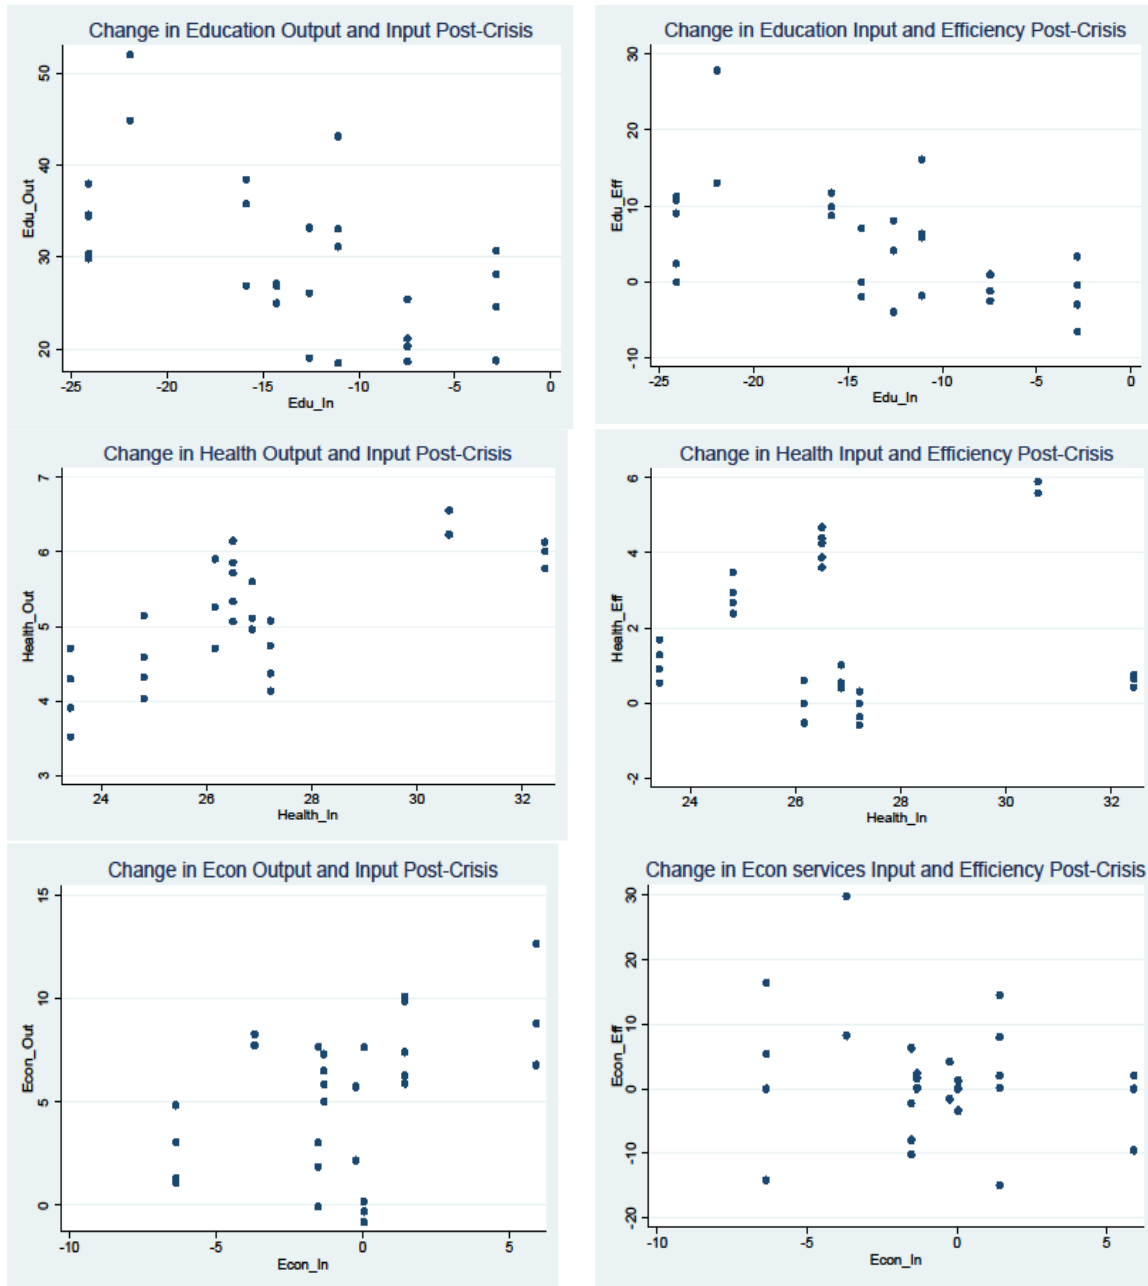 Change in Education Output and Input Post-Crisis
50
40
30
20
Edu_Out
-25 -20 -15 -10 -5 0
Edu_In
Change in Education Input and Efficiency Post-Crisis
30
20
10
0
-10
Edu_Eff
-25 -20 -15 -10 -5 0
Edu_In
Change in Health Output and Input Post-Crisis
7
6
5
4
3
Health_Out
24 26 28 30 32
Health_In
Change in Health Input and Efficiency Post-Crisis
6
4
2
0
-2
Health_Eff
24 26 28 30 32
Health_In
Change in Econ Output and Input Post-Crisis
15
10
5
0
Econ_Out
-10 -5 0 5
Econ_In
Change in Econ services Input and Efficiency Post-Crisis
30
20
10
0
-10
-20
Econ_Eff
-10 -5 0 5
Econ_In